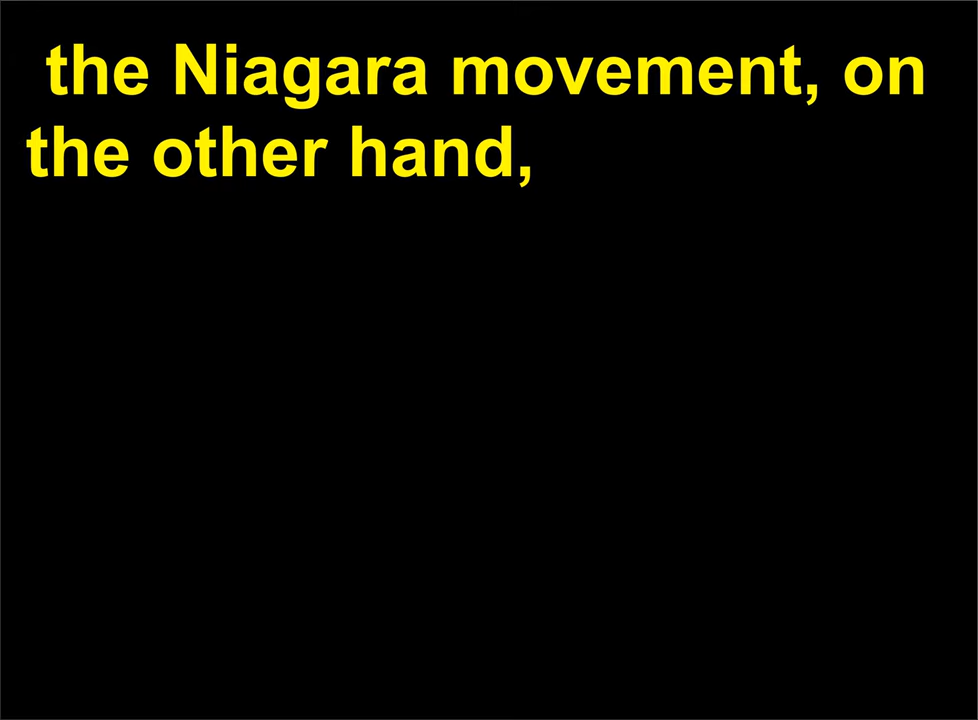 the Niagara movement, on
the other hand,